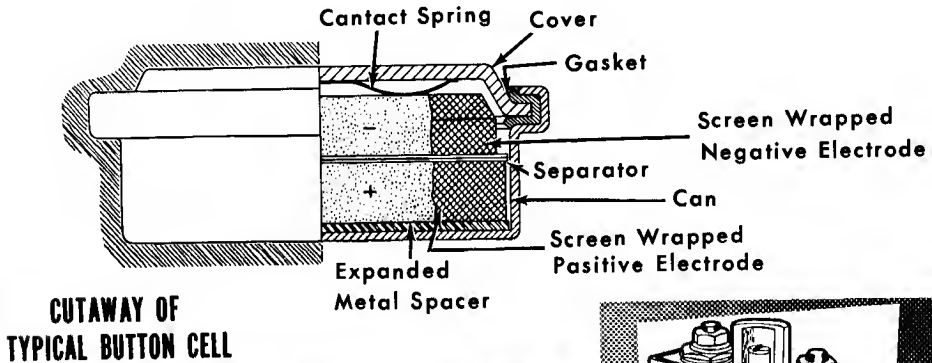 Cantact Spring
Cover
Gasket
Screen Wrapped
Negative Electrode
Separator
Can
Screen Wrapped
Pasitive Electrode
Expanded
Metal Spacer
-
+
CUTAWAY OF
TYPICAL BUTTON CELL